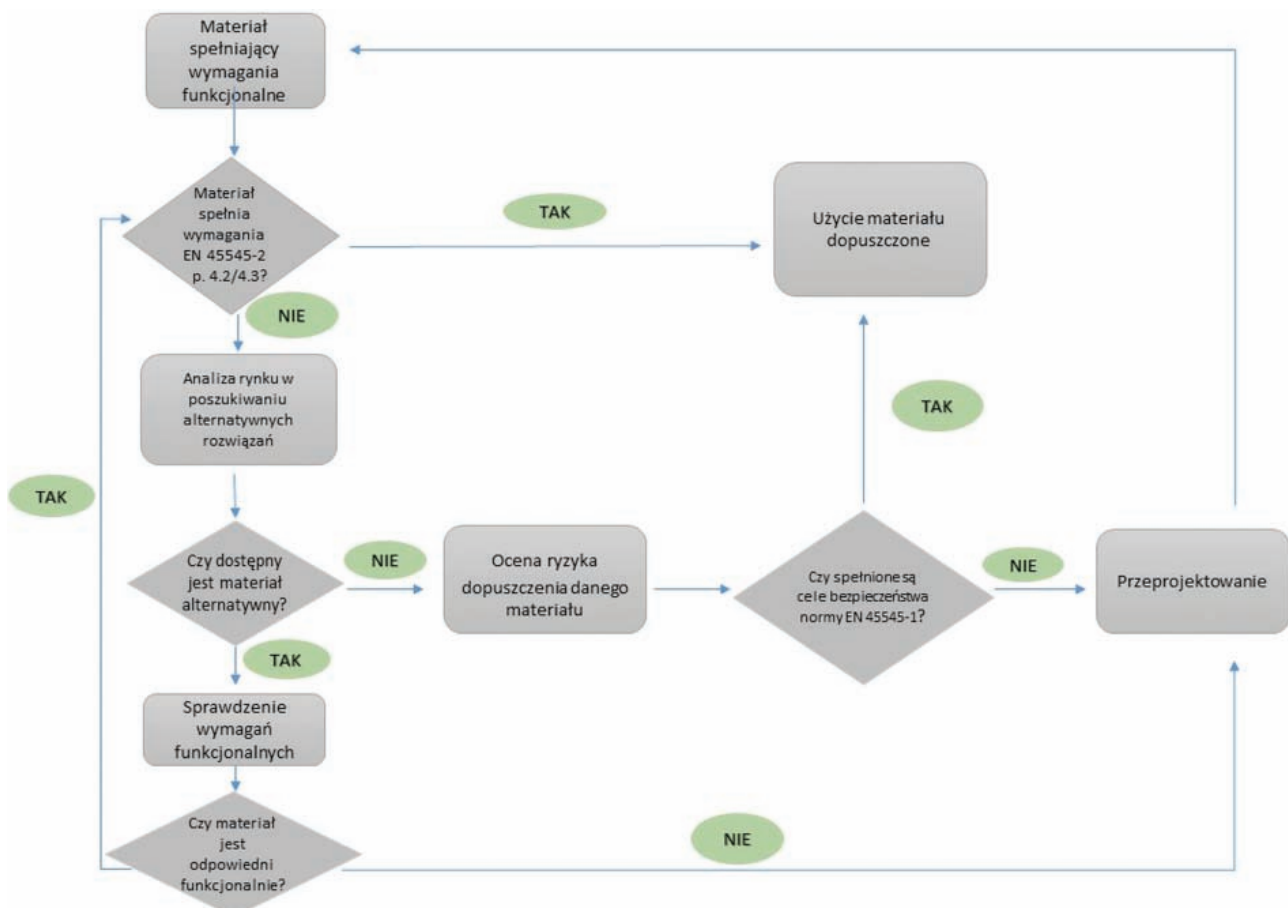 Materiał
spełniający
wymagania
funkcjonalne
Materiał
spełnia
wymagania
EN 45545-2
p. 4.2/4.3?
TAK
Użycie materiału
dopuszczone
NIE
Analiza rynku w
poszukiwaniu
alternatywnych
rozwiązań
TAK
TAK
Czy dostępny
jest materiał
alternatywny?
NIE
Ocena ryzyka
dopuszczenia danego
materiału
Czy spełnione są
cele bezpieczeństwa
normy EN 45545-1?
NIE
Przeprojektowanie
TAK
Sprawdzenie
wymagań
funkcjonalnych
Czy materiał
jest
odpowiedni
funkcjonalnie?
NIE